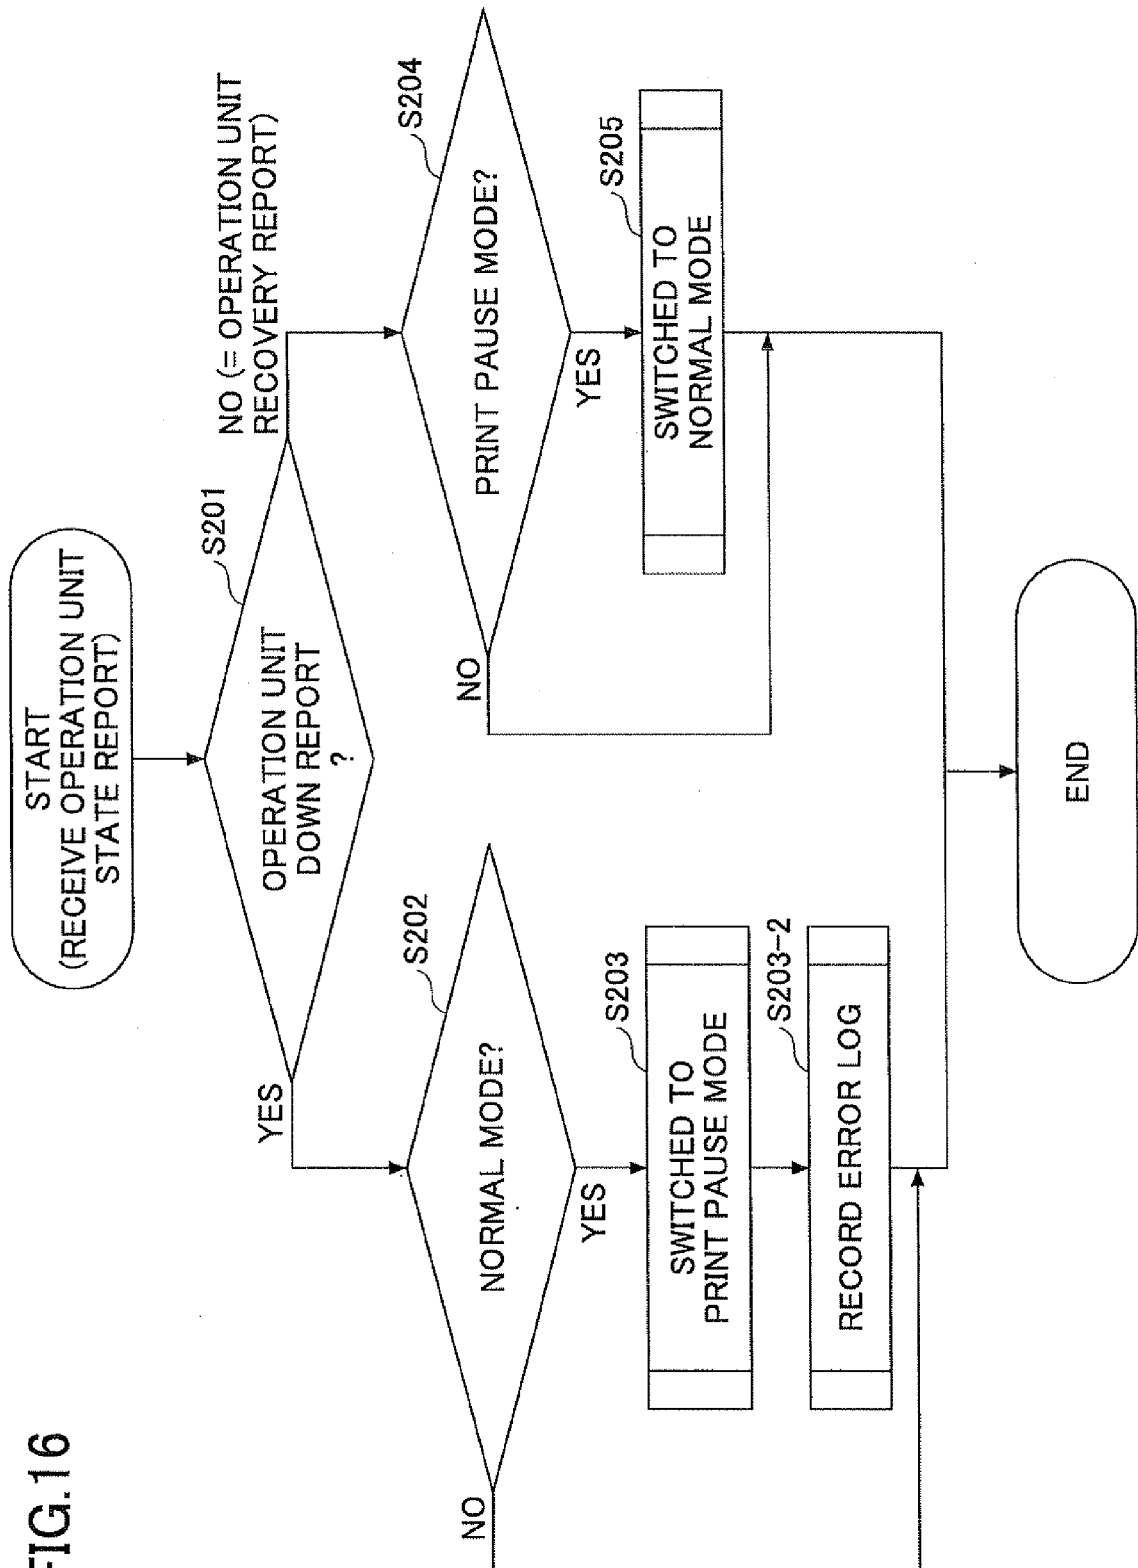 FIG.16
START
(RECEIVE OPERATION UNIT
STATE REPORT)
S201
OPERATION UNIT
DOWN REPORT
?
YES
NO (= OPERATION UNIT
RECOVERY REPORT)
S202
NORMAL MODE?
NO
YES
S203
SWITCHED TO
PRINT PAUSE MODE
S203-2
RECORD ERROR LOG
S204
PRINT PAUSE MODE?
NO
YES
S205
SWITCHED TO
NORMAL MODE
END